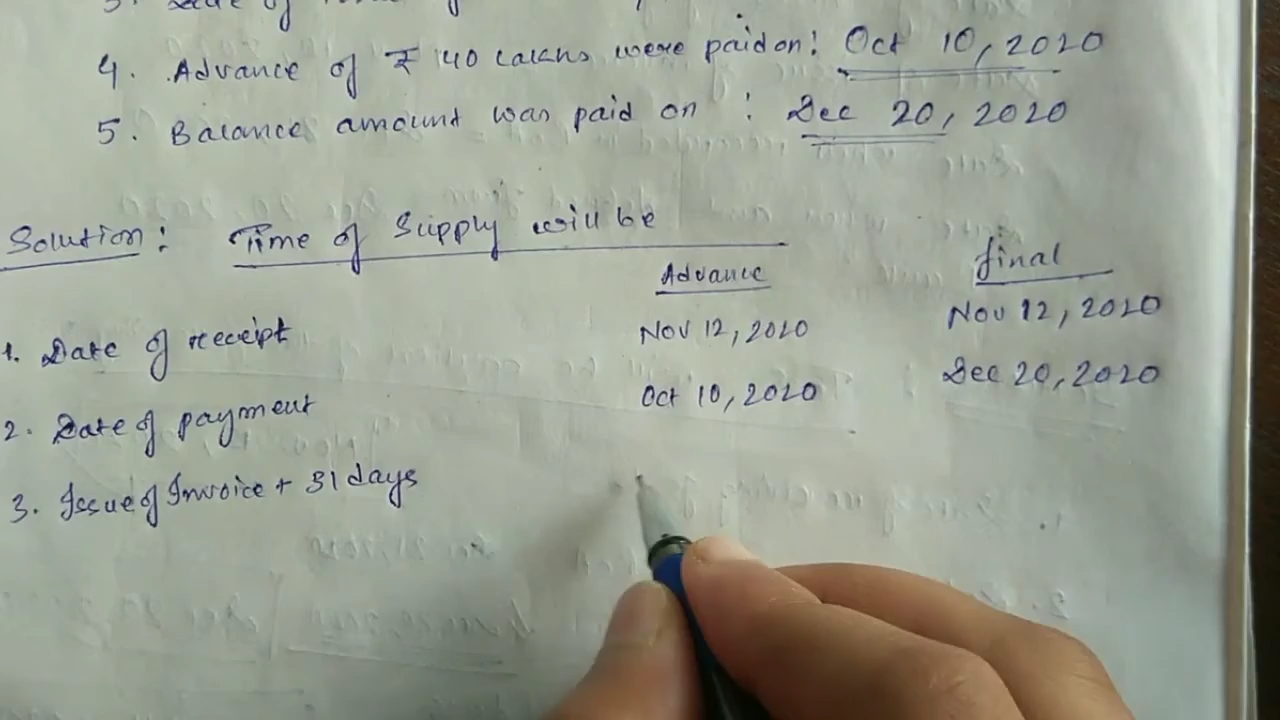 4. Advance of ₹ 40 Lakhs were paid on: Oct 10, 2020
5. Balance amount was paid on : Dec 20, 2020
Solution: Time of Supply will be
Advance final
1. Date of receipt Nov 12, 2020 Nov 12, 2020
2. Date of payment Oct 10, 2020 Dec 20, 2020
3. Issue of Invoice + 31 days